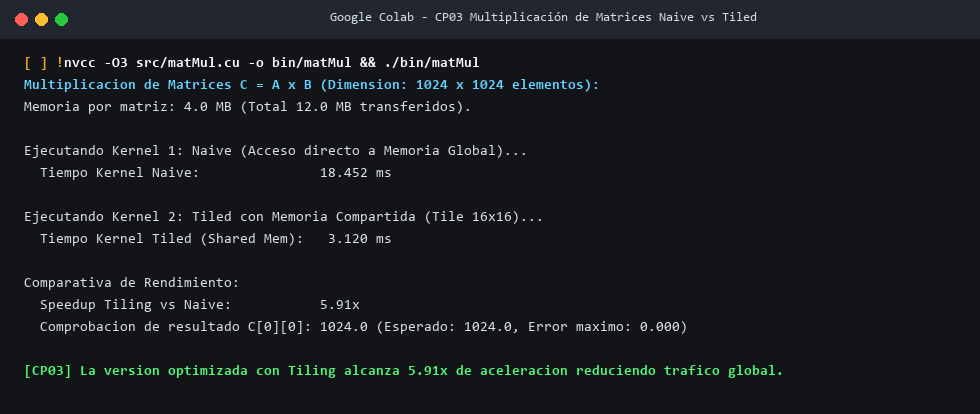 Google Colab - CP03 Multiplicación de Matrices Naive vs Tiled
[ ] !nvcc -O3 src/matMul.cu -o bin/matMul && ./bin/matMul
Multiplicacion de Matrices C = A x B (Dimension: 1024 x 1024 elementos):
Memoria por matriz: 4.0 MB (Total 12.0 MB transferidos).
Ejecutando Kernel 1: Naive (Acceso directo a Memoria Global)...
Tiempo Kernel Naive: 18.452 ms
Ejecutando Kernel 2: Tiled con Memoria Compartida (Tile 16x16)...
Tiempo Kernel Tiled (Shared Mem): 3.120 ms
Comparativa de Rendimiento:
Speedup Tiling vs Naive: 5.91x
Comprobacion de resultado C[0][0]: 1024.0 (Esperado: 1024.0, Error maximo: 0.000)
[CP03] La version optimizada con Tiling alcanza 5.91x de aceleracion reduciendo trafico global.